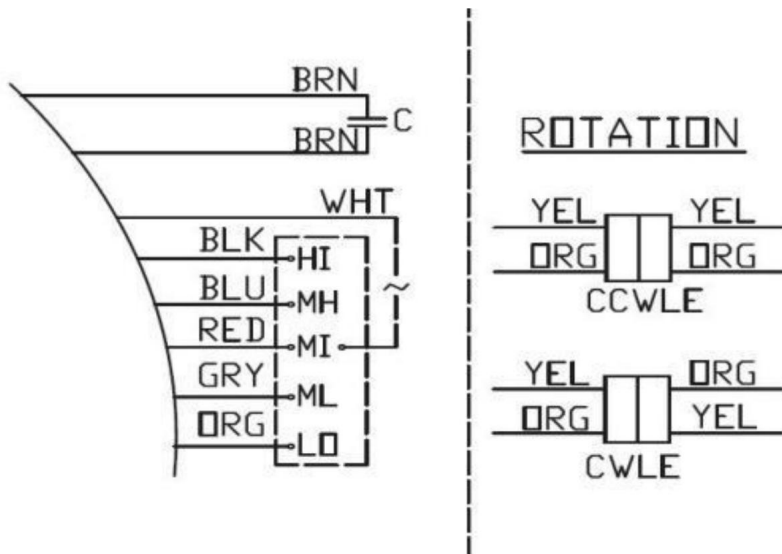 BRN
C
BRN
WHT
BLK HI
BLU MH
~
RED MI
GRY ML
ORG LO
ROTATION
YEL YEL
ORG ORG
CCWLE
YEL ORG
ORG YEL
CWLE